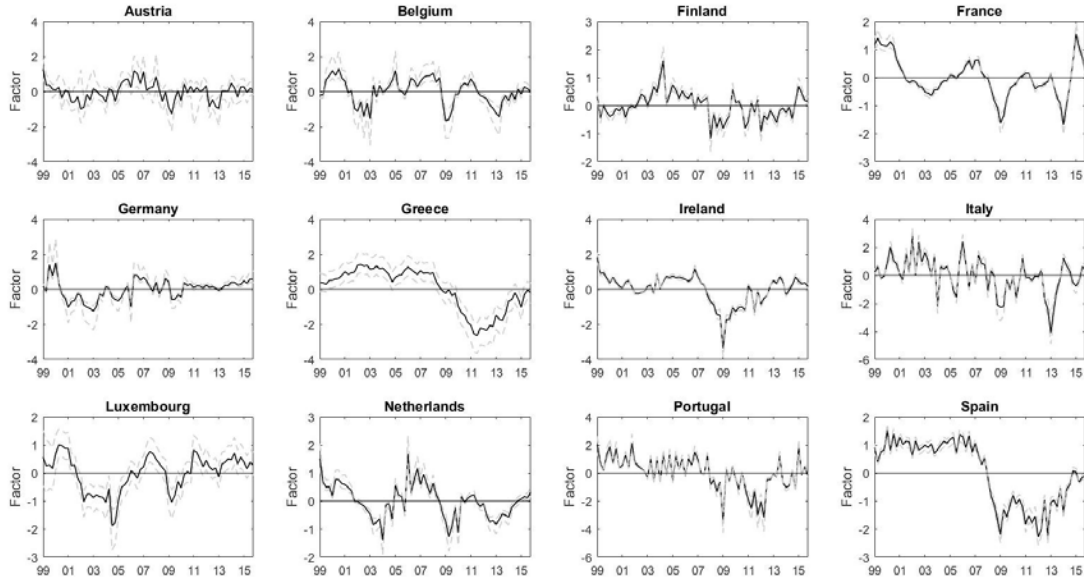 Austria
Factor
4
2
0
-2
-4
99 01 03 05 07 09 11 13 15
Belgium
Factor
4
2
0
-2
-4
99 01 03 05 07 09 11 13 15
Finland
Factor
3
2
1
0
-1
-2
99 01 03 05 07 09 11 13 15
France
Factor
2
1
0
-1
-2
-3
99 01 03 05 07 09 11 13 15
Germany
Factor
4
2
0
-2
-4
99 01 03 05 07 09 11 13 15
Greece
Factor
4
2
0
-2
-4
99 01 03 05 07 09 11 13 15
Ireland
Factor
4
2
0
-2
-4
99 01 03 05 07 09 11 13 15
Italy
Factor
4
2
0
-2
-4
-6
99 01 03 05 07 09 11 13 15
Luxembourg
Factor
2
1
0
-1
-2
-3
99 01 03 05 07 09 11 13 15
Netherlands
Factor
3
2
1
0
-1
-2
99 01 03 05 07 09 11 13 15
Portugal
Factor
4
2
0
-2
-4
-6
99 01 03 05 07 09 11 13 15
Spain
Factor
2
1
0
-1
-2
-3
99 01 03 05 07 09 11 13 15